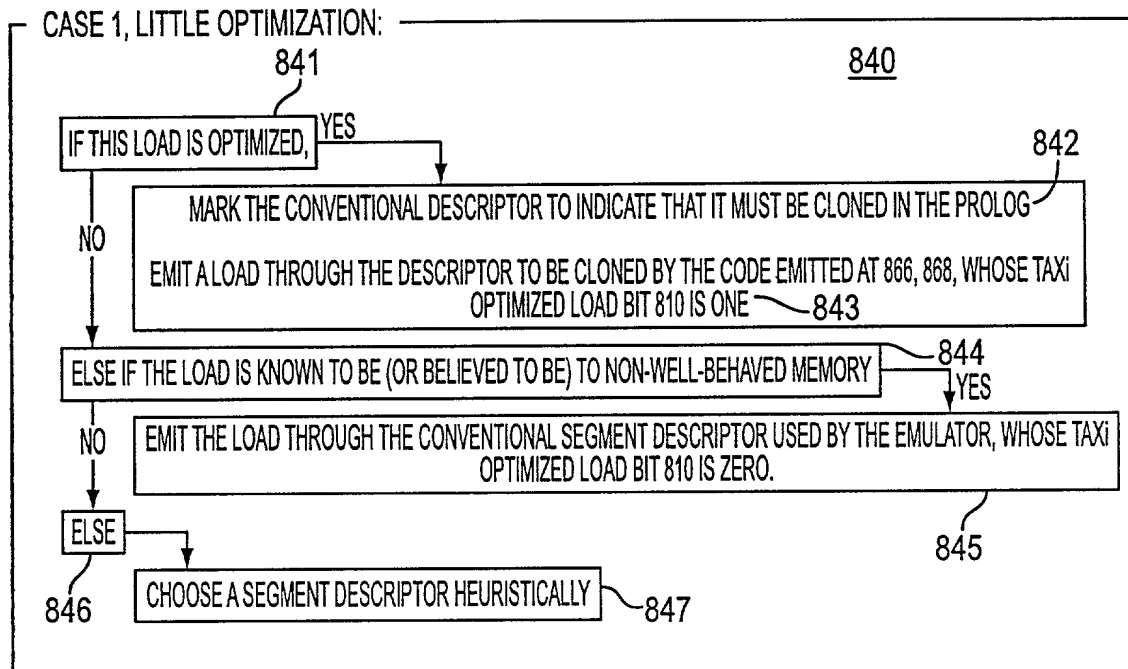 CASE 1, LITTLE OPTIMIZATION:
840
841
IF THIS LOAD IS OPTIMIZED,
YES
842
MARK THE CONVENTIONAL DESCRIPTOR TO INDICATE THAT IT MUST BE CLONED IN THE PROLOG
NO
EMIT A LOAD THROUGH THE DESCRIPTOR TO BE CLONED BY THE CODE EMITTED AT 866, 868, WHOSE TAXi
OPTIMIZED LOAD BIT 810 IS ONE
843
ELSE IF THE LOAD IS KNOWN TO BE (OR BELIEVED TO BE) TO NON-WELL-BEHAVED MEMORY
844
YES
NO
EMIT THE LOAD THROUGH THE CONVENTIONAL SEGMENT DESCRIPTOR USED BY THE EMULATOR, WHOSE TAXi
OPTIMIZED LOAD BIT 810 IS ZERO.
845
ELSE
846
CHOOSE A SEGMENT DESCRIPTOR HEURISTICALLY
847